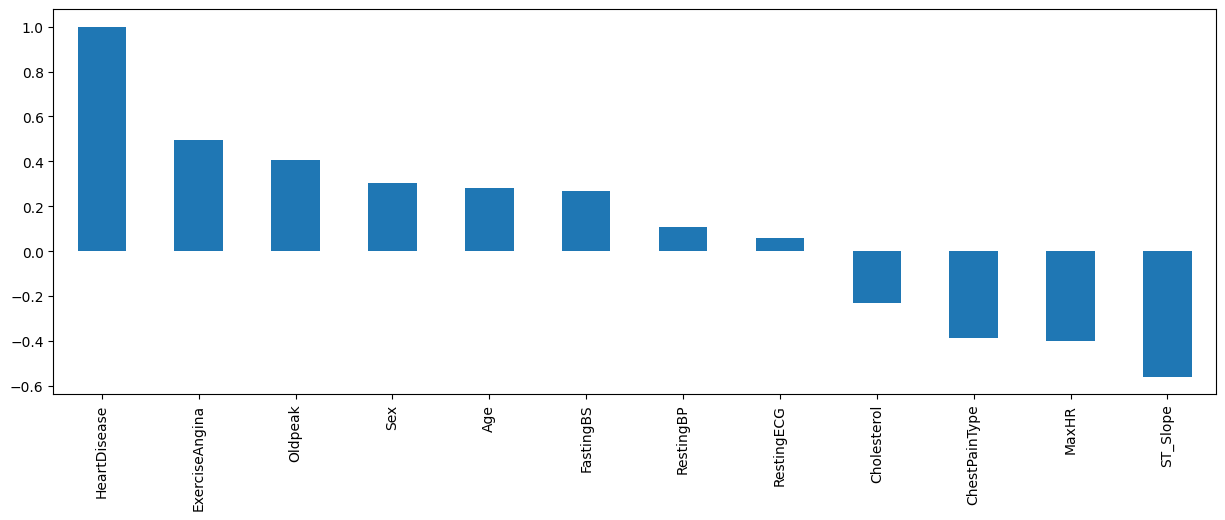 1.0
0.8
0.6
0.4
0.2
0.0
−0.2
−0.4
−0.6
HeartDisease
ExerciseAngina
Oldpeak
Sex
Age
FastingBS
RestingBP
RestingECG
Cholesterol
ChestPainType
MaxHR
ST_Slope